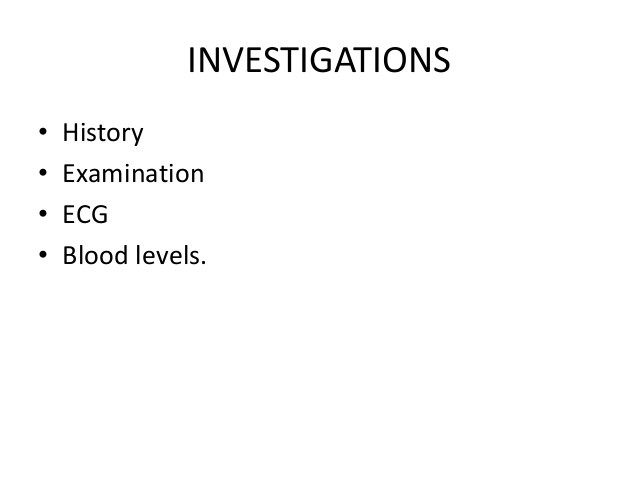 INVESTIGATIONS
• History
• Examination
• ECG
• Blood levels.